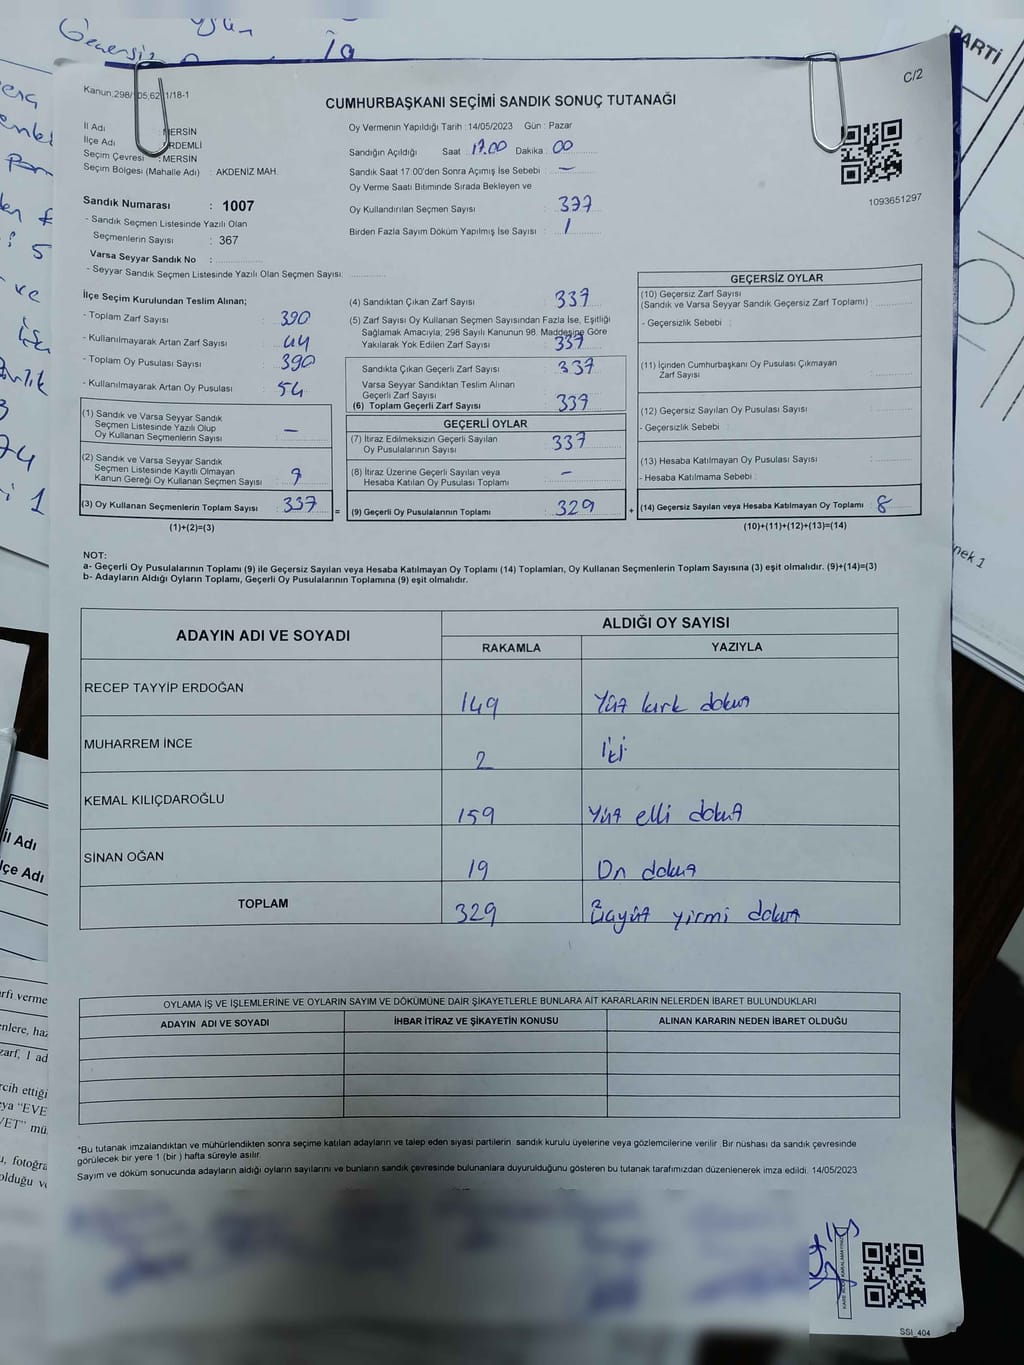 C/2
PARTİ
CUMHURBAŞKANI SEÇİMİ SANDIK SONUÇ TUTANAĞI
İl Adı
İlçe Adı
Seçim Çevresi : MERSİN
Seçim Bölgesi (Mahalle Adı) : AKDENİZ MAH.
Oy Vermenin Yapıldığı Tarih : 14/05/2023 Gün : Pazar
Sandığın Açıldığı Saat : 17.00 Dakika : 00
Sandık Saat 17.00'den Sonra Açımış İse Sebebi : —
Oy Verme Saati Bitiminde Sırada Bekleyen ve
Oy Kullandırılan Seçmen Sayısı : 337
Birden Fazla Sayım Döküm Yapılmış İse Sayısı : 1
1093651297
Sandık Numarası : 1007
- Sandık Seçmen Listesinde Yazılı Olan
Seçmenlerin Sayısı : 367
Varsa Seyyar Sandık No :
- Seyyar Sandık Seçmen Listesinde Yazılı Olan Seçmen Sayısı:
İlçe Seçim Kurulundan Teslim Alınan;
- Toplam Zarf Sayısı : 390
- Kullanılmayarak Artan Zarf Sayısı : 44
- Toplam Oy Pusulası Sayısı : 390
- Kullanılmayarak Artan Oy Pusulası : 54
(1) Sandık ve Varsa Seyyar Sandık
Seçmen Listesinde Yazılı Olup
Oy Kullanan Seçmenlerin Sayısı : —
(2) Sandık ve Varsa Seyyar Sandık
Seçmen Listesinde Kayıtlı Olmayan
Kanun Gereği Oy Kullanan Seçmen Sayısı :
(3) Oy Kullanan Seçmenlerin Toplam Sayısı : 337
(1)+(2)=(3)
(4) Sandıktan Çıkan Zarf Sayısı : 337
(5) Zarf Sayısı Oy Kullanan Seçmen Sayısından Fazla İse, Eşitliği
Sağlamak Amacıyla; 298 Sayılı Kanunun 98. Maddesine Göre
Yakılarak Yok Edilen Zarf Sayısı : 337
Sandıkta Çıkan Geçerli Zarf Sayısı : 337
Varsa Seyyar Sandıktan Teslim Alınan
Geçerli Zarf Sayısı
(6) Toplam Geçerli Zarf Sayısı : 337
GEÇERLİ OYLAR
(7) İtiraz Edilmeksizin Geçerli Sayılan
Oy Pusulalarının Sayısı : 337
(8) İtiraz Üzerine Geçerli Sayılan veya
Hesaba Katılan Oy Pusulası Toplamı : —
= (9) Geçerli Oy Pusulalarının Toplamı : 329
GEÇERSİZ OYLAR
(10) Geçersiz Zarf Sayısı
(Sandık ve Varsa Seyyar Sandık Geçersiz Zarf Toplamı) :
- Geçersizlik Sebebi :
(11) İçinden Cumhurbaşkanı Oy Pusulası Çıkmayan
Zarf Sayısı :
(12) Geçersiz Sayılan Oy Pusulası Sayısı :
- Geçersizlik Sebebi :
(13) Hesaba Katılmayan Oy Pusulası Sayısı :
- Hesaba Katılmama Sebebi :
+ (14) Geçersiz Sayılan veya Hesaba Katılmayan Oy Toplamı : 8
(10)+(11)+(12)+(13)=(14)
NOT:
a- Geçerli Oy Pusulalarının Toplamı (9) ile Geçersiz Sayılan veya Hesaba Katılmayan Oy Toplamı (14) Toplamları, Oy Kullanan Seçmenlerin Toplam Sayısına (3) eşit olmalıdır. (9)+(14)=(3)
b- Adayların Aldığı Oyların Toplamı, Geçerli Oy Pusulalarının Toplamına (9) eşit olmalıdır.
ADAYIN ADI VE SOYADI
ALDIĞI OY SAYISI
RAKAMLA YAZIYLA
RECEP TAYYİP ERDOĞAN 149 Yüz kırk dokuz
MUHARREM İNCE 2 İki
KEMAL KILIÇDAROĞLU 159 Yüz elli dokuz
SİNAN OĞAN 19 On dokuz
TOPLAM 329 Üçyüz yirmi dokuz
OYLAMA İŞ VE İŞLEMLERİNE VE OYLARIN SAYIM VE DÖKÜMÜNE DAİR ŞİKAYETLERLE BUNLARA AİT KARARLARIN NELERDEN İBARET BULUNDUKLARI
ADAYIN ADI VE SOYADI İHBAR İTİRAZ VE ŞİKAYETİN KONUSU ALINAN KARARIN NEDEN İBARET OLDUĞU
*Bu tutanak imzalandıktan ve mühürlendikten sonra seçime katılan adayların ve talep eden siyasi partilerin sandık kurulu üyelerine veya gözlemcilerine verilir. Bir nüshası da sandık çevresinde
görülecek bir yere 1 (bir ) hafta süreyle asılır.
Sayım ve döküm sonucunda adayların aldığı oyların sayılarını ve bunların sandık çevresinde bulunanlara duyurulduğunu gösteren bu tutanak tarafımızdan düzenlenerek imza edildi. 14/05/2023
SSI_404
İl Adı